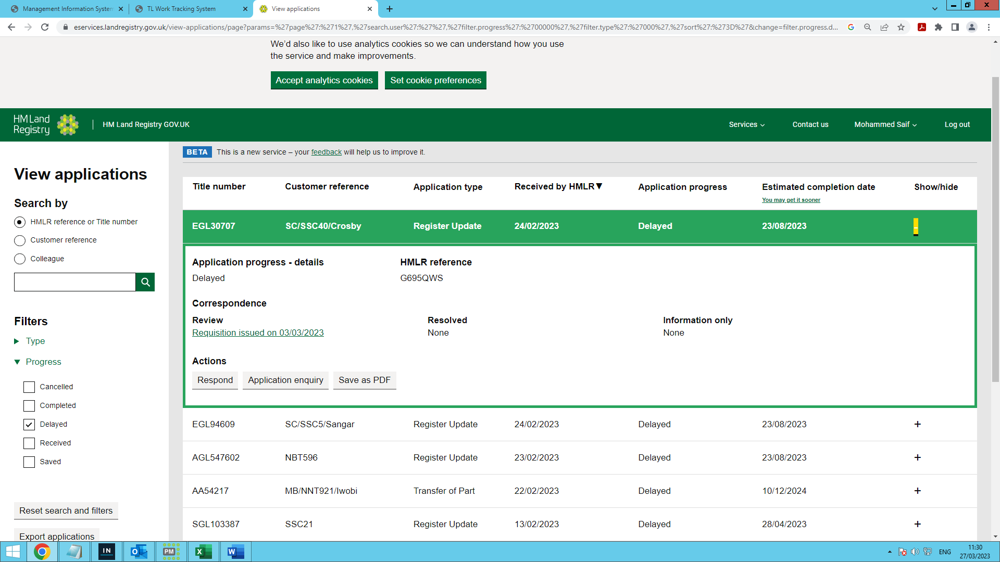 Management Information System
TL Work Tracking System
View applications
eservices.landregistry.gov.uk/view-applications/page?params=%27page%27:%271%27,%27search.user%27:%27%27,%27filter.progress%27:%2700000%27,%27filter.type%27:%27000%27,%27sort%27:%273D%27&change=filter.progress.d...
We'd also like to use analytics cookies so we can understand how you use
the service and make improvements.
Accept analytics cookies
Set cookie preferences
HM Land
Registry
HM Land Registry GOV.UK
Services
Contact us
Mohammed Saif
Log out
BETA
This is a new service – your feedback will help us to improve it.
View applications
Search by
HMLR reference or Title number
Customer reference
Colleague
Filters
Type
Progress
Cancelled
Completed
Delayed
Received
Saved
Reset search and filters
Export applications
Title number Customer reference Application type Received by HMLR▼ Application progress Estimated completion date Show/hide
You may get it sooner
EGL30707 SC/SSC40/Crosby Register Update 24/02/2023 Delayed 23/08/2023 -
Application progress - details HMLR reference
Delayed G695QWS
Correspondence
Review Resolved Information only
Requisition issued on 03/03/2023 None None
Actions
Respond Application enquiry Save as PDF
EGL94609 SC/SSC5/Sangar Register Update 24/02/2023 Delayed 23/08/2023 +
AGL547602 NBT596 Register Update 23/02/2023 Delayed 23/08/2023 +
AA54217 MB/NNT921/Iwobi Transfer of Part 22/02/2023 Delayed 10/12/2024 +
SGL103387 SSC21 Register Update 13/02/2023 Delayed 28/04/2023 +
IN
PM
ENG
11:30
27/03/2023